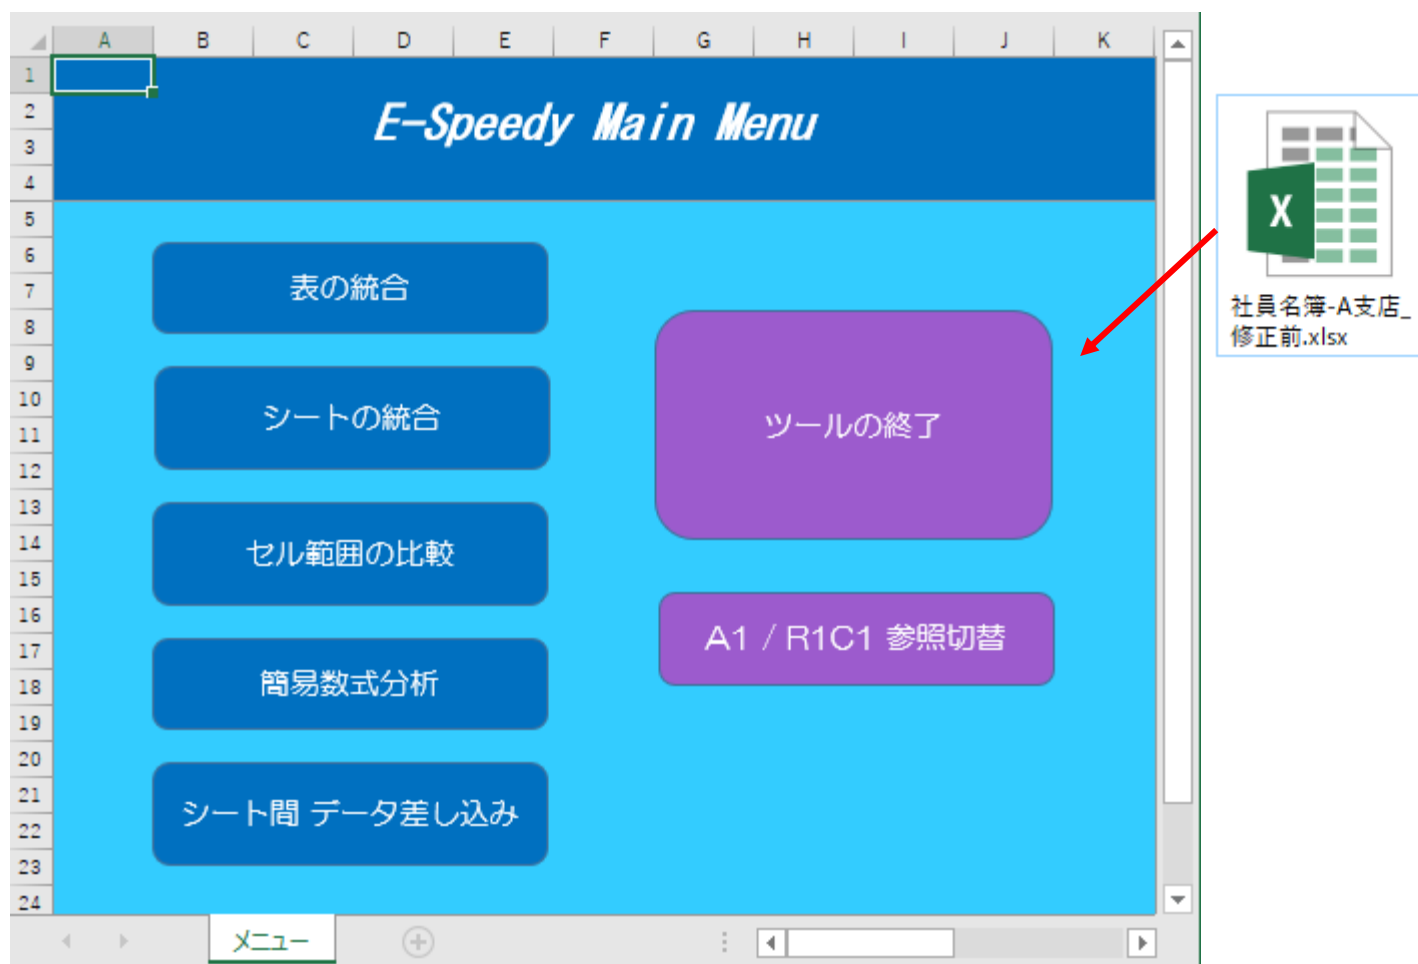 A B C D E F G H I J K
1
2
3
4
5
6
7
8
9
10
11
12
13
14
15
16
17
18
19
20
21
22
23
24
E-Speedy Main Menu
表の統合
シートの統合
セル範囲の比較
簡易数式分析
シート間 データ差し込み
ツールの終了
A1 / R1C1 参照切替
X
社員名簿-A支店_
修正前.xlsx
メニュー